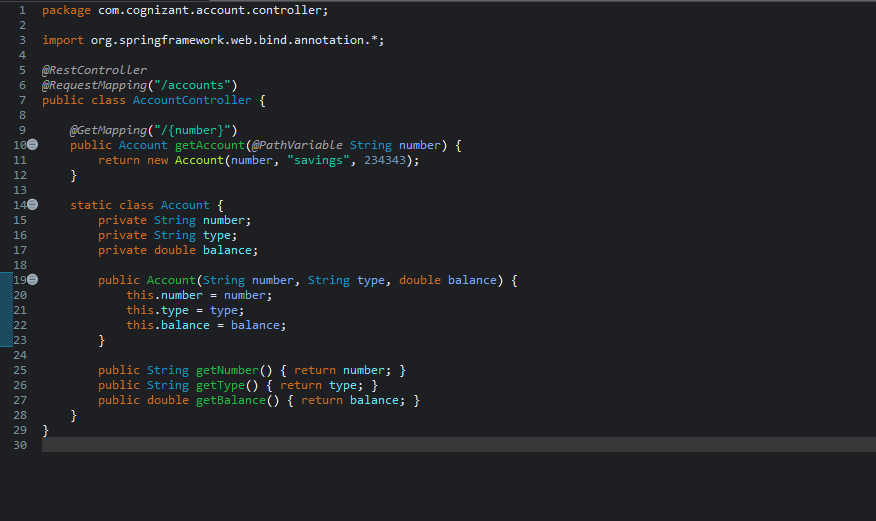 1 package com.cognizant.account.controller;
2
3 import org.springframework.web.bind.annotation.*;
4
5 @RestController
6 @RequestMapping("/accounts")
7 public class AccountController {
8
9     @GetMapping("/{number}")
10     public Account getAccount(@PathVariable String number) {
11         return new Account(number, "savings", 234343);
12     }
13
14     static class Account {
15         private String number;
16         private String type;
17         private double balance;
18
19         public Account(String number, String type, double balance) {
20             this.number = number;
21             this.type = type;
22             this.balance = balance;
23         }
24
25         public String getNumber() { return number; }
26         public String getType() { return type; }
27         public double getBalance() { return balance; }
28     }
29 }
30